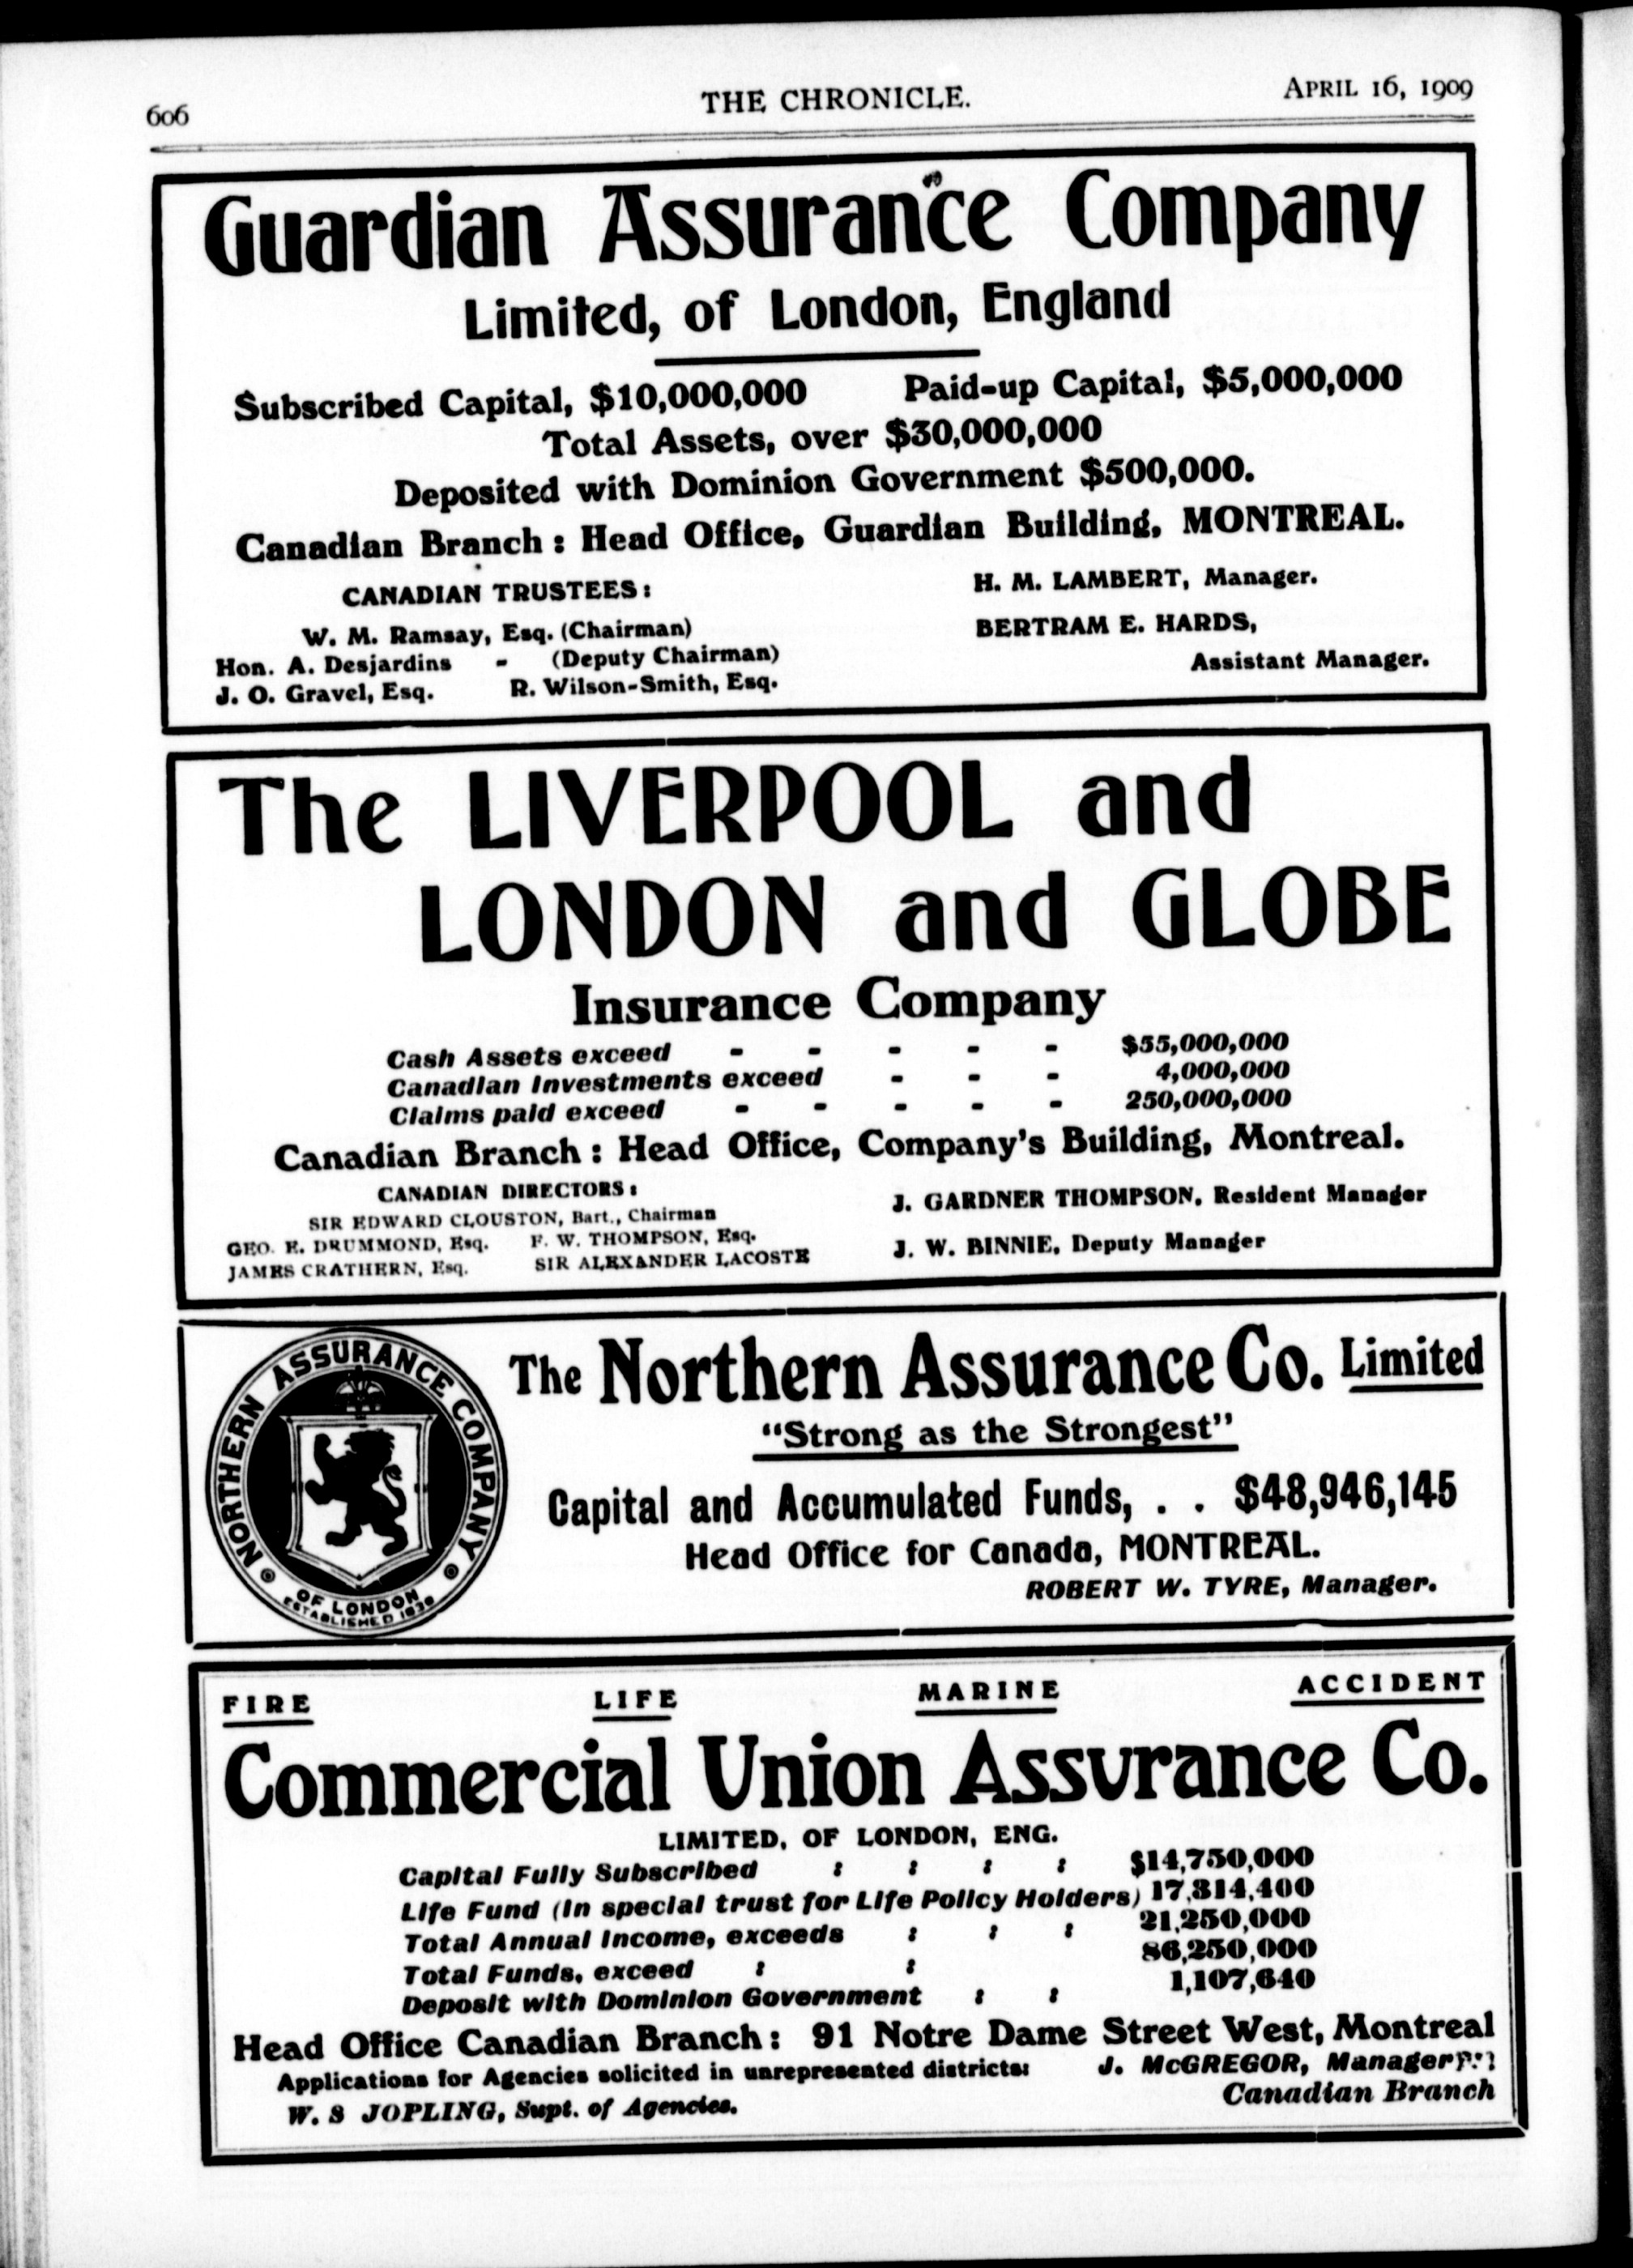 606
THE CHRONICLE.
APRIL 16, 1909
Guardian Assurance Company
Limited, of London, England
Subscribed Capital, $10,000,000 Paid-up Capital, $5,000,000
Total Assets, over $30,000,000
Deposited with Dominion Government $500,000.
Canadian Branch : Head Office, Guardian Building, MONTREAL.
CANADIAN TRUSTEES :
W. M. Ramsay, Esq. (Chairman)
Hon. A. Desjardins - (Deputy Chairman)
J. O. Gravel, Esq. R. Wilson-Smith, Esq.
H. M. LAMBERT, Manager.
BERTRAM E. HARDS,
Assistant Manager.
The LIVERPOOL and
LONDON and GLOBE
Insurance Company
Cash Assets exceed - - - - - $55,000,000
Canadian Investments exceed - - - 4,000,000
Claims paid exceed - - - - - 250,000,000
Canadian Branch : Head Office, Company's Building, Montreal.
CANADIAN DIRECTORS :
SIR EDWARD CLOUSTON, Bart., Chairman
GEO. E. DRUMMOND, Esq. F. W. THOMPSON, Esq.
JAMES CRATHERN, Esq. SIR ALEXANDER LACOSTE
J. GARDNER THOMPSON, Resident Manager
J. W. BINNIE, Deputy Manager
NORTHERN ASSURANCE COMPANY
OF LONDON
ESTABLISHED 1836
The Northern Assurance Co. Limited
"Strong as the Strongest"
Capital and Accumulated Funds, . . $48,946,145
Head Office for Canada, MONTREAL.
ROBERT W. TYRE, Manager.
FIRE LIFE MARINE ACCIDENT
Commercial Union Assurance Co.
LIMITED, OF LONDON, ENG.
Capital Fully Subscribed : : : : $14,750,000
Life Fund (In special trust for Life Policy Holders) 17,314,400
Total Annual Income, exceeds : : : 21,250,000
Total Funds, exceed : : 86,250,000
Deposit with Dominion Government : : 1,107,640
Head Office Canadian Branch : 91 Notre Dame Street West, Montreal
Applications for Agencies solicited in unrepresented districts:
W. S JOPLING, Supt. of Agencies.
J. McGREGOR, Manager
Canadian Branch